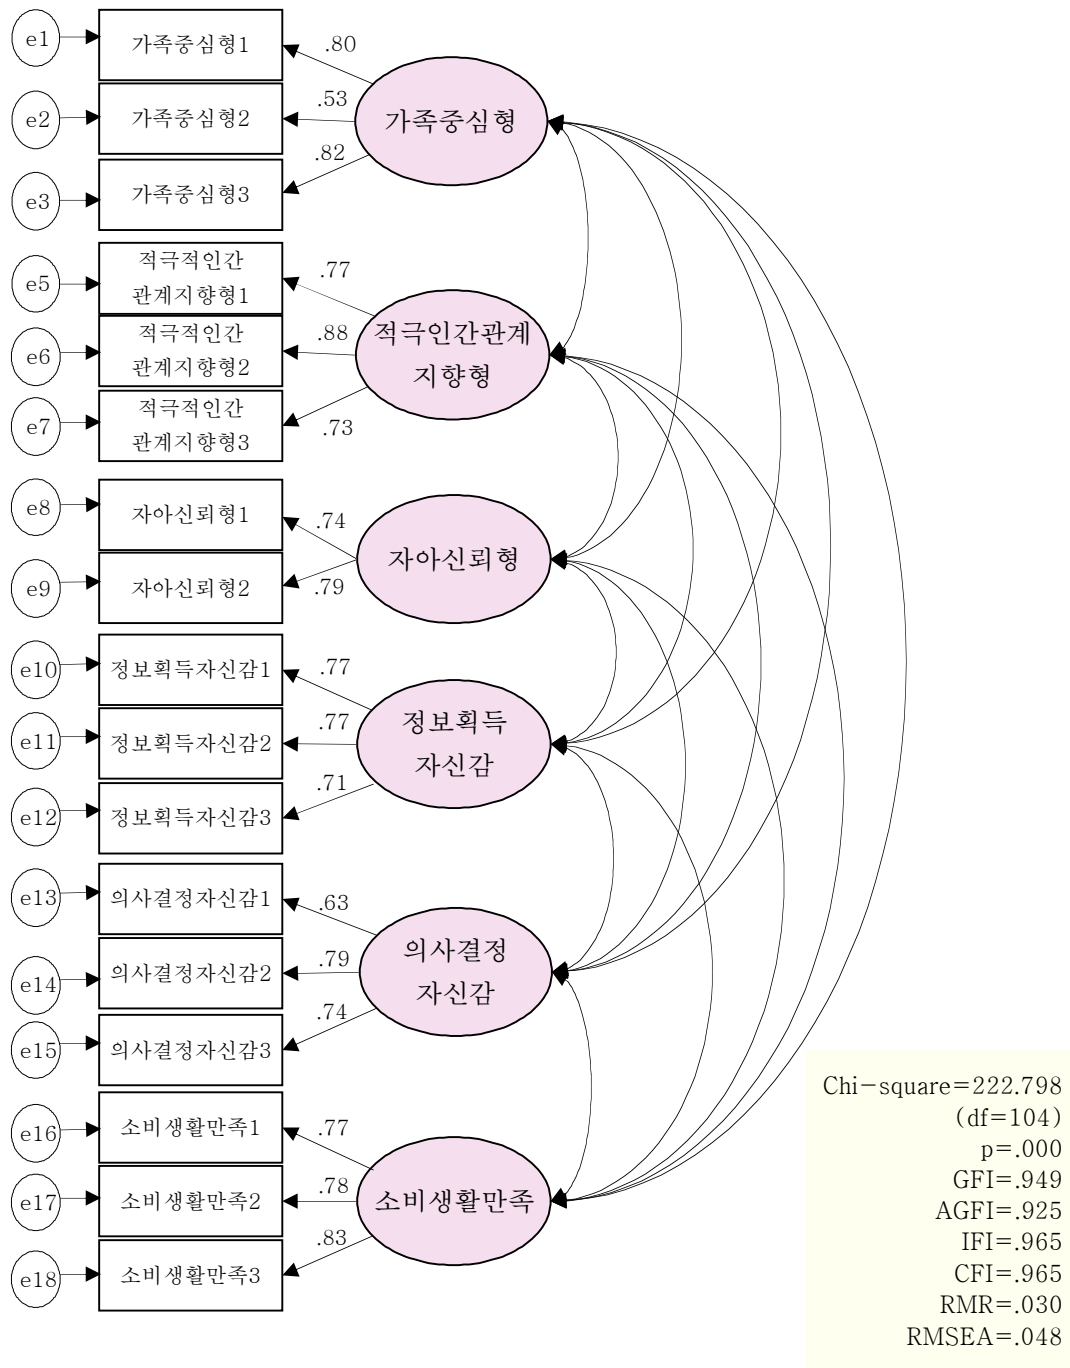 e1
가족중심형1
.80
e2
가족중심형2
.53
가족중심형
e3
가족중심형3
.82
e5
적극적인간
관계지향형1
.77
e6
적극적인간
관계지향형2
.88
적극인간관계
지향형
e7
적극적인간
관계지향형3
.73
e8
자아신뢰형1
.74
자아신뢰형
e9
자아신뢰형2
.79
e10
정보획득자신감1
.77
e11
정보획득자신감2
.77
정보획득
자신감
e12
정보획득자신감3
.71
e13
의사결정자신감1
.63
e14
의사결정자신감2
.79
의사결정
자신감
e15
의사결정자신감3
.74
e16
소비생활만족1
.77
e17
소비생활만족2
.78
소비생활만족
e18
소비생활만족3
.83
Chi-square=222.798
(df=104)
p=.000
GFI=.949
AGFI=.925
IFI=.965
CFI=.965
RMR=.030
RMSEA=.048